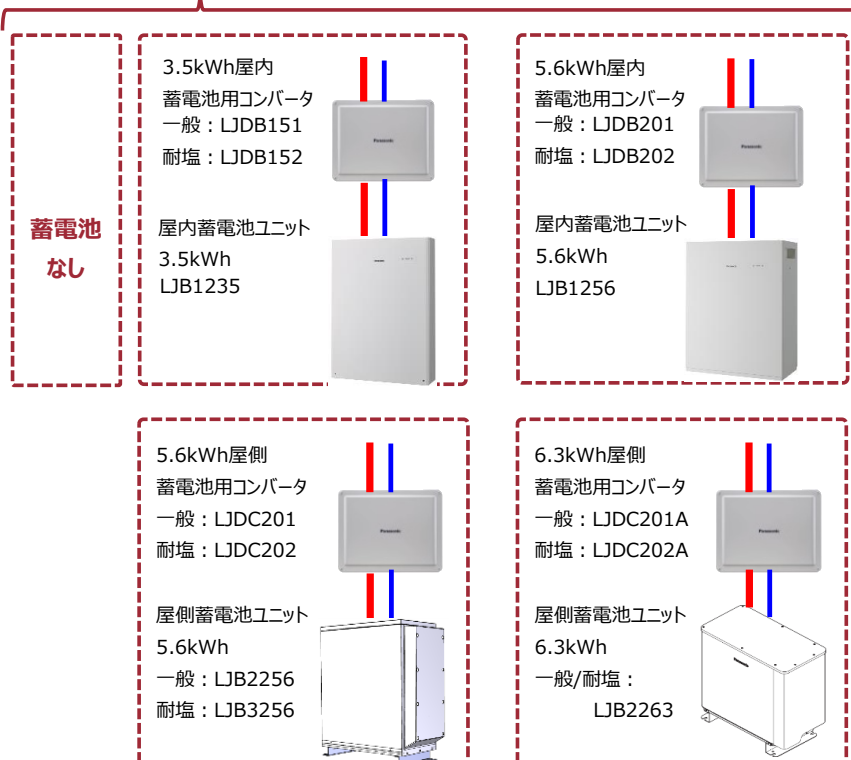 蓄電池
なし
3.5kWh屋内
蓄電池用コンバータ
一般：LJDB151
耐塩：LJDB152
Panasonic
屋内蓄電池ユニット
3.5kWh
LJB1235
5.6kWh屋内
蓄電池用コンバータ
一般：LJDB201
耐塩：LJDB202
Panasonic
屋内蓄電池ユニット
5.6kWh
LJB1256
5.6kWh屋側
蓄電池用コンバータ
一般：LJDC201
耐塩：LJDC202
Panasonic
屋側蓄電池ユニット
5.6kWh
一般：LJB2256
耐塩：LJB3256
6.3kWh屋側
蓄電池用コンバータ
一般：LJDC201A
耐塩：LJDC202A
Panasonic
屋側蓄電池ユニット
6.3kWh
一般/耐塩：
LJB2263